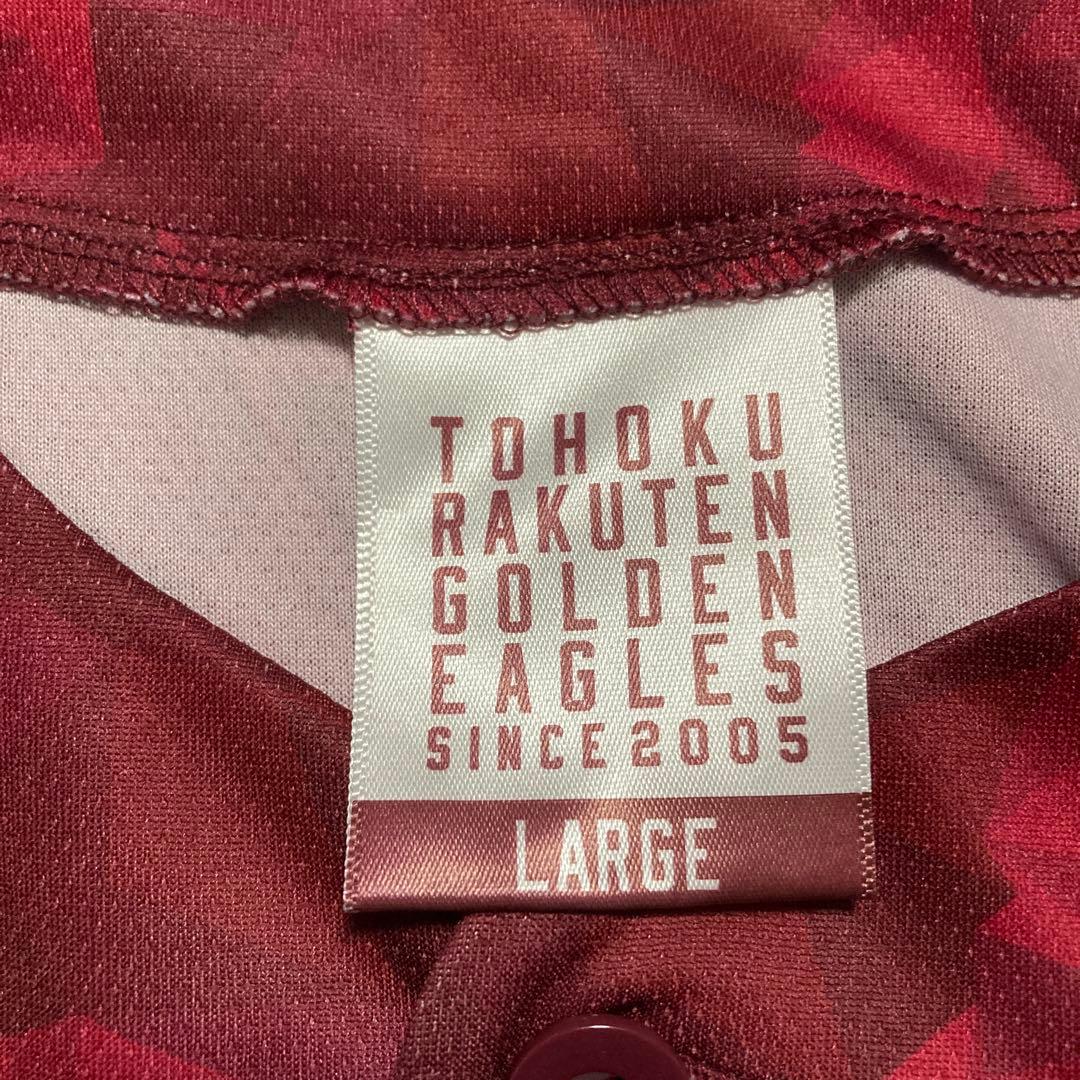 TOHOKU
RAKUTEN
GOLDEN
EAGLES
SINCE 2005
LARGE